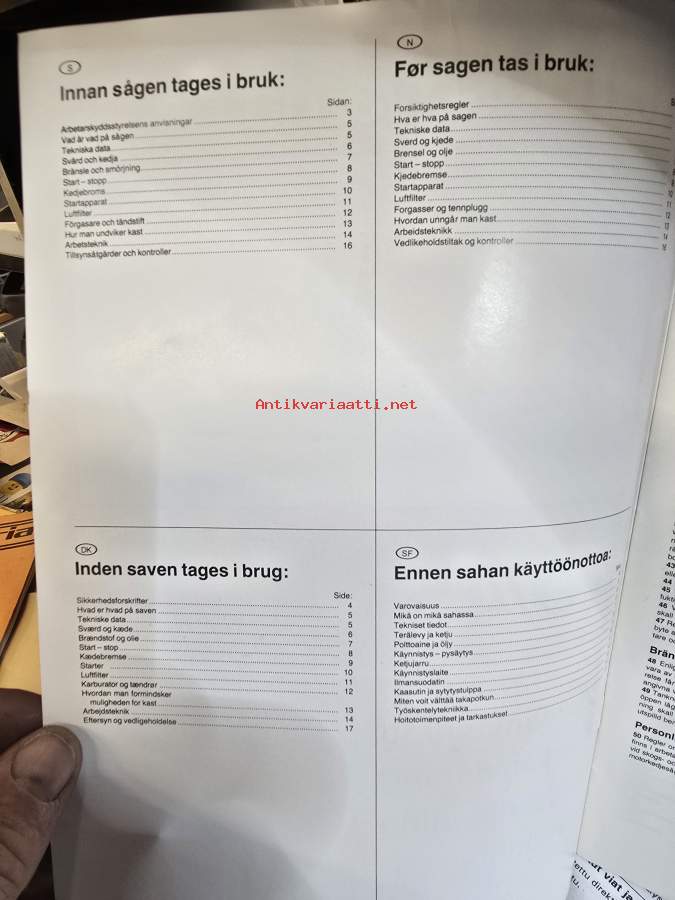 S
Innan sågen tages i bruk:
Sidan:
Arbetarskyddsstyrelsens anvisningar 3
Vad är vad på sågen 5
Tekniska data 5
Svärd och kedja 6
Bränsle och smörjning 7
Start – stopp 8
Kedjebroms 9
Startapparat 10
Luftfilter 11
Förgasare och tändstift 12
Hur man undviker kast 13
Arbetsteknik 14
Tillsynsåtgärder och kontroller 16
N
Før sagen tas i bruk:
Forsiktighetsregler
Hva er hva på sagen
Tekniske data
Sverd og kjede
Brensel og olje
Start – stopp
Kjedebremse
Startapparat
Luftfilter
Forgasser og tennplugg
Hvordan unngår man kast
Arbeidsteknikk
Vedlikeholdstiltak og kontroller
Antikvariaatti.net
DK
Inden saven tages i brug:
Side:
Sikkerhedsforskrifter 4
Hvad er hvad på saven 5
Tekniske data 5
Sværd og kæde 6
Brændstof og olie 7
Start – stop 8
Kædebremse 8
Starter 9
Luftfilter 10
Karburator og tændrør 11
Hvordan man formindsker
muligheden for kast 12
Arbejdsteknik 13
Eftersyn og vedligeholdelse 14
17
SF
Ennen sahan käyttöönottoa:
Varovaisuus
Mikä on mikä sahassa
Tekniset tiedot
Terälevy ja ketju
Polttoaine ja öljy
Käynnistys – pysäytys
Ketjujarru
Käynnistyslaite
Ilmansuodatin
Kaasutin ja sytytystulppa
Miten voit välttää takapotkun
Työskentelytekniikka
Hoitotoimenpiteet ja tarkastukset